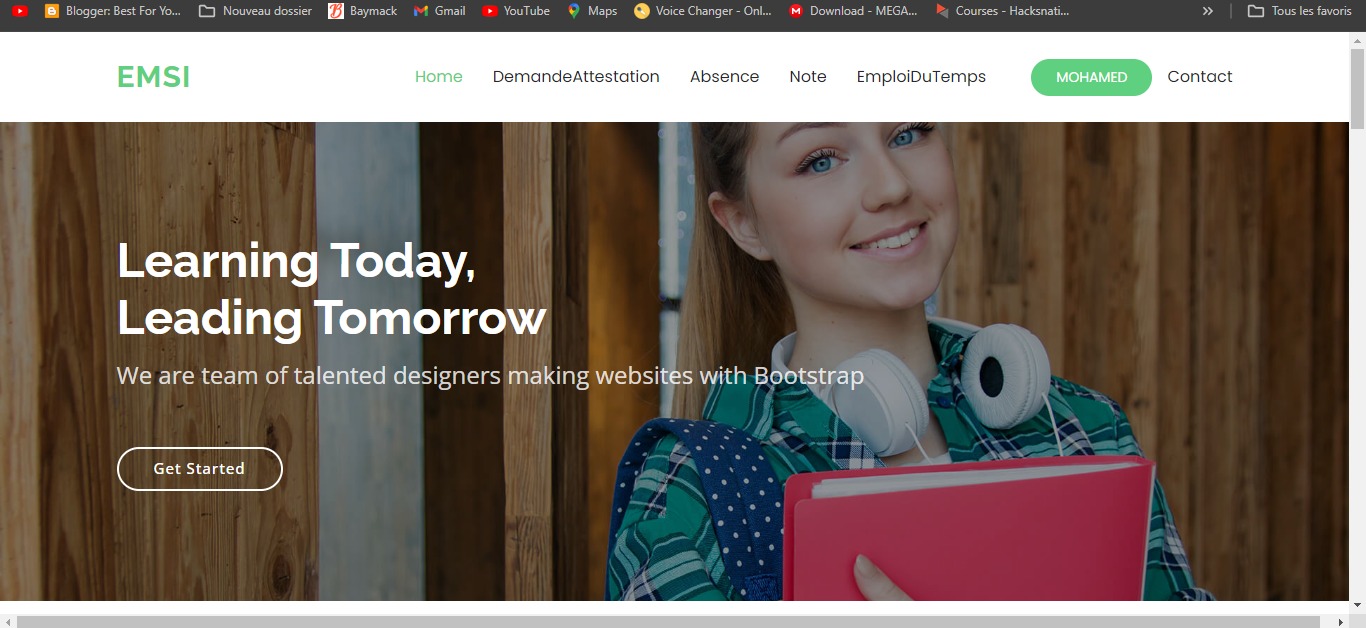 Blogger: Best For Yo... Nouveau dossier Baymack Gmail YouTube Maps Voice Changer - Onl... Download - MEGA... Courses - Hacksnati... » Tous les favoris
EMSI Home DemandeAttestation Absence Note EmploiDuTemps MOHAMED Contact
Learning Today,
Leading Tomorrow
We are team of talented designers making websites with Bootstrap
Get Started